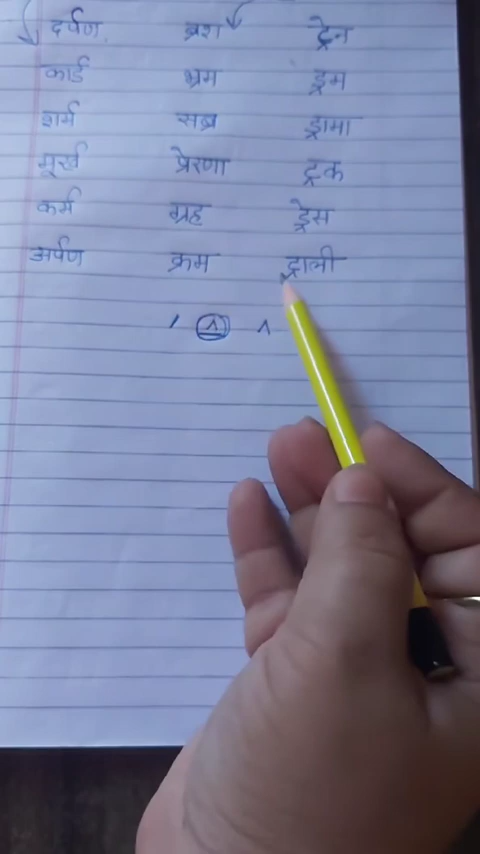 दर्पण ब्रश ट्रेन
कार्ड भ्रम ड्रम
शर्म सब्र ड्रामा
मूर्ख प्रेरणा ट्रक
कर्म ग्रह ड्रेस
अर्पण क्रम ट्राली